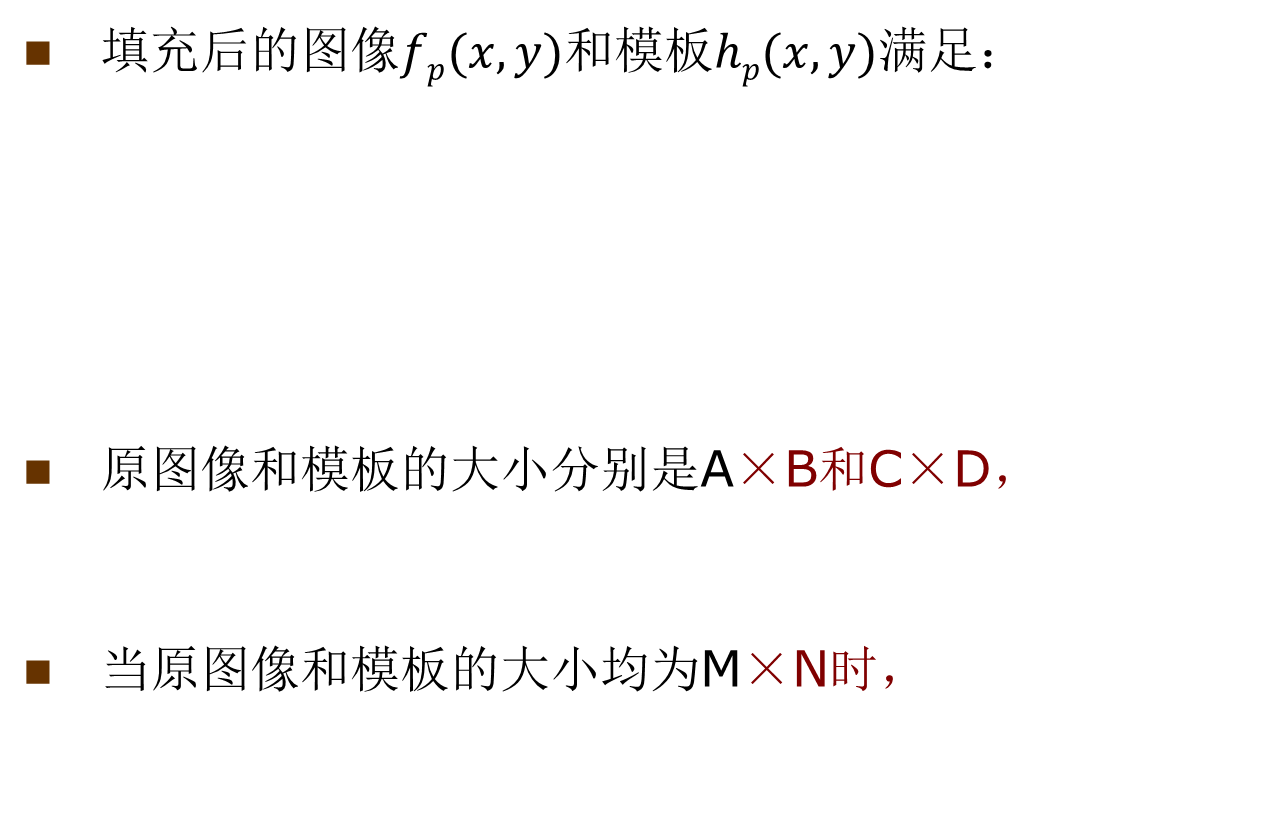 填充后的图像fₚ(x,y)和模板hₚ(x,y)满足：
原图像和模板的大小分别是A×B和C×D，
当原图像和模板的大小均为M×N时，